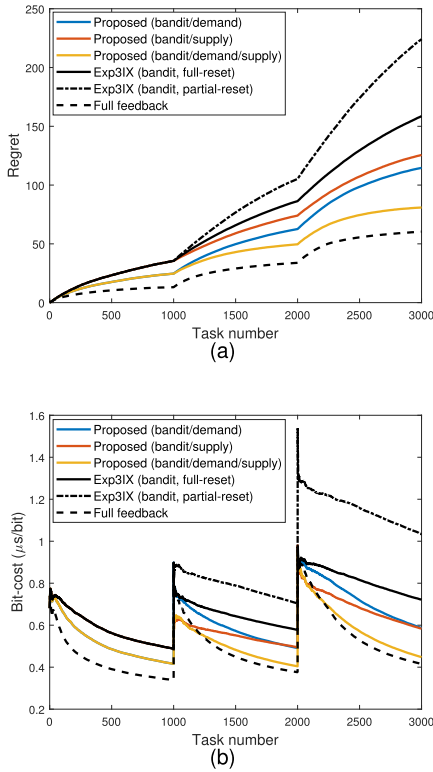 250
200
150
100
50
0
Regret
Proposed (bandit/demand)
Proposed (bandit/supply)
Proposed (bandit/demand/supply)
Exp3IX (bandit, full-reset)
Exp3IX (bandit, partial-reset)
Full feedback
0 500 1000 1500 2000 2500 3000
Task number
(a)
1.6
1.4
1.2
1
0.8
0.6
0.4
0.2
Bit-cost (μs/bit)
Proposed (bandit/demand)
Proposed (bandit/supply)
Proposed (bandit/demand/supply)
Exp3IX (bandit, full-reset)
Exp3IX (bandit, partial-reset)
Full feedback
0 500 1000 1500 2000 2500 3000
Task number
(b)